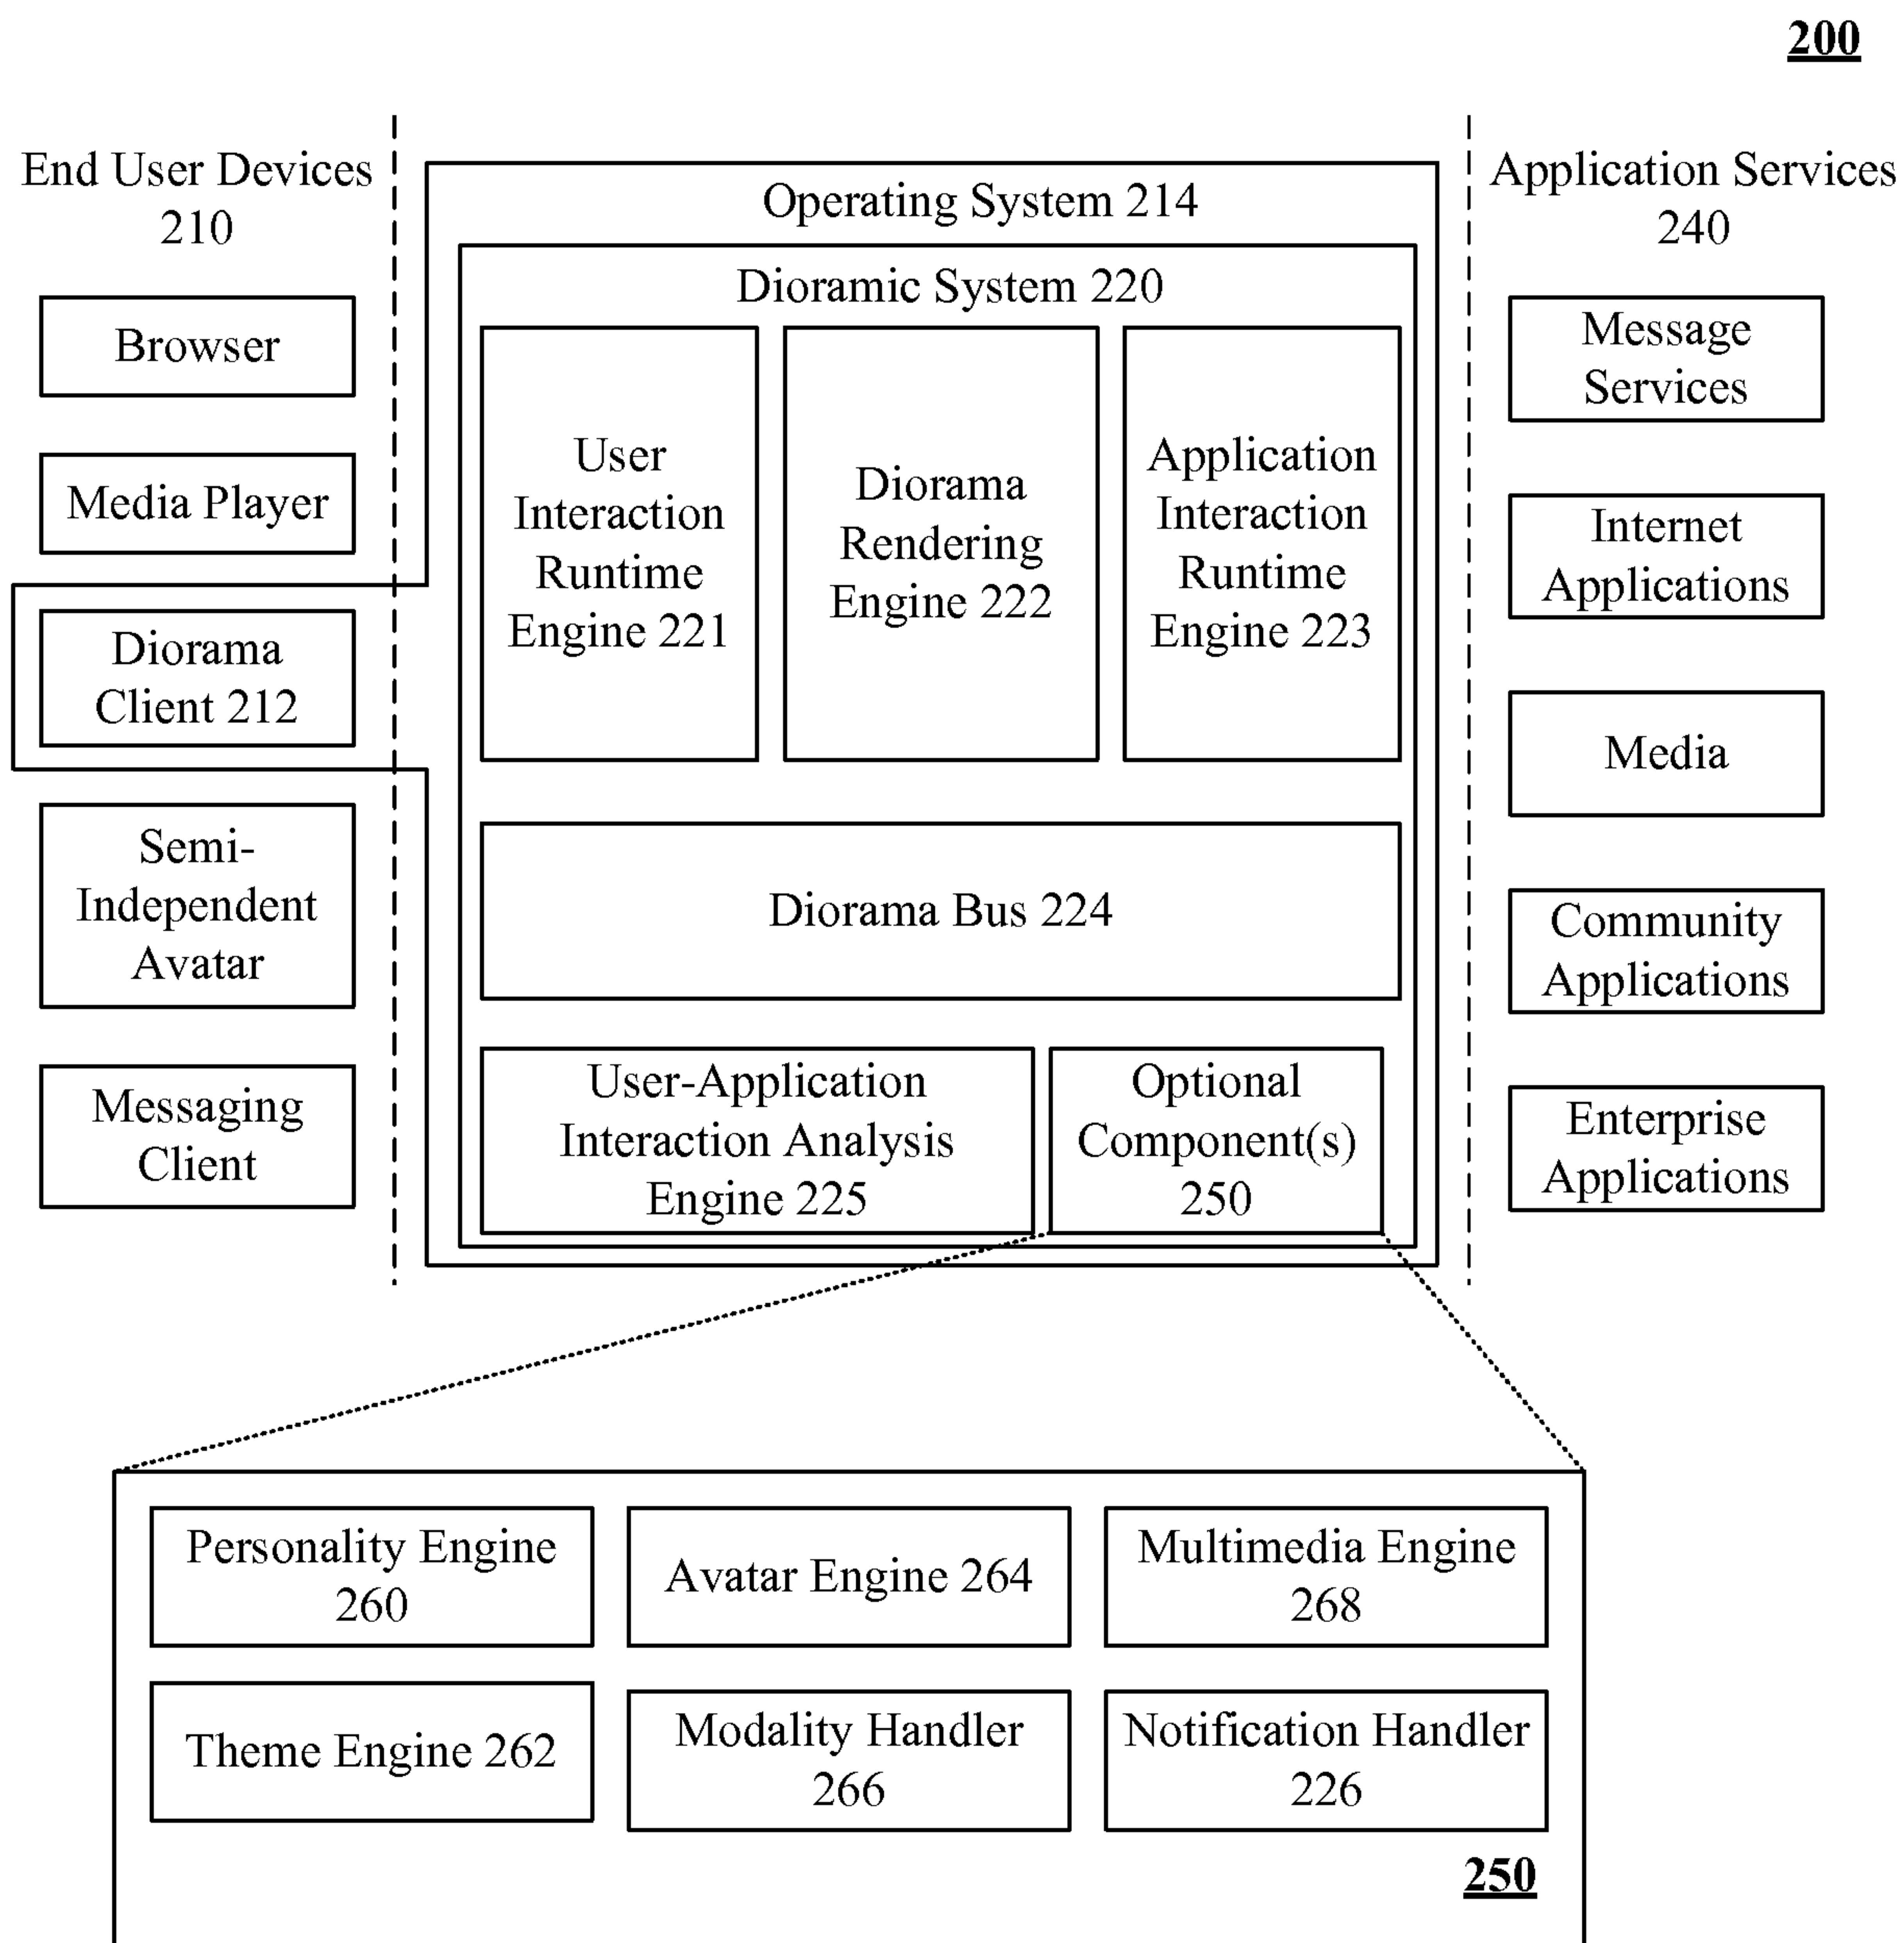 200
End User Devices
210
Browser
Media Player
Diorama
Client 212
Semi-
Independent
Avatar
Messaging
Client
Operating System 214
Dioramic System 220
User
Interaction
Runtime
Engine 221
Diorama
Rendering
Engine 222
Application
Interaction
Runtime
Engine 223
Diorama Bus 224
User-Application
Interaction Analysis
Engine 225
Optional
Component(s)
250
Application Services
240
Message
Services
Internet
Applications
Media
Community
Applications
Enterprise
Applications
Personality Engine
260
Avatar Engine 264
Multimedia Engine
268
Theme Engine 262
Modality Handler
266
Notification Handler
226
250